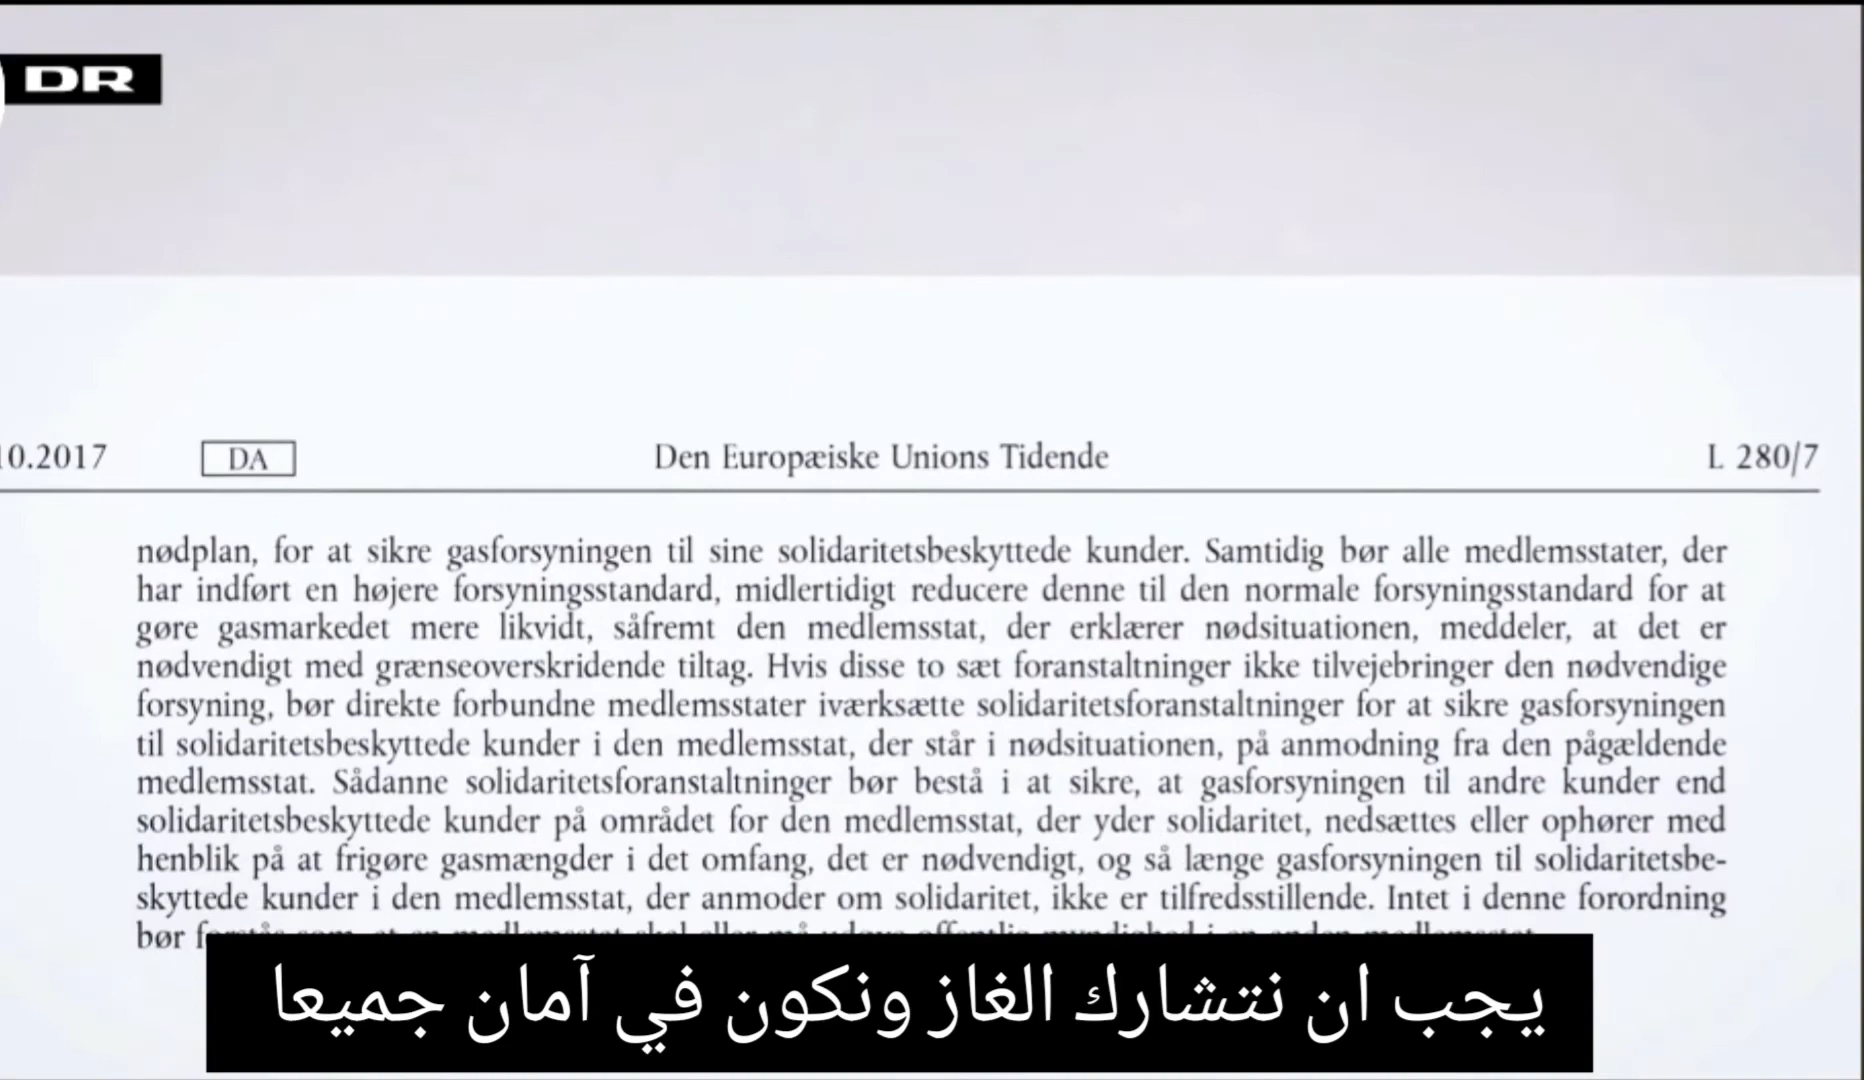 DR
10.2017 DA Den Europæiske Unions Tidende L 280/7
nødplan, for at sikre gasforsyningen til sine solidaritetsbeskyttede kunder. Samtidig bør alle medlemsstater, der
har indført en højere forsyningsstandard, midlertidigt reducere denne til den normale forsyningsstandard for at
gøre gasmarkedet mere likvidt, såfremt den medlemsstat, der erklærer nødsituationen, meddeler, at det er
nødvendigt med grænseoverskridende tiltag. Hvis disse to sæt foranstaltninger ikke tilvejebringer den nødvendige
forsyning, bør direkte forbundne medlemsstater iværksætte solidaritetsforanstaltninger for at sikre gasforsyningen
til solidaritetsbeskyttede kunder i den medlemsstat, der står i nødsituationen, på anmodning fra den pågældende
medlemsstat. Sådanne solidaritetsforanstaltninger bør bestå i at sikre, at gasforsyningen til andre kunder end
solidaritetsbeskyttede kunder på området for den medlemsstat, der yder solidaritet, nedsættes eller ophører med
henblik på at frigøre gasmængder i det omfang, det er nødvendigt, og så længe gasforsyningen til solidaritetsbe-
skyttede kunder i den medlemsstat, der anmoder om solidaritet, ikke er tilfredsstillende. Intet i denne forordning
bør
يجب ان نتشارك الغاز ونكون في آمان جميعا